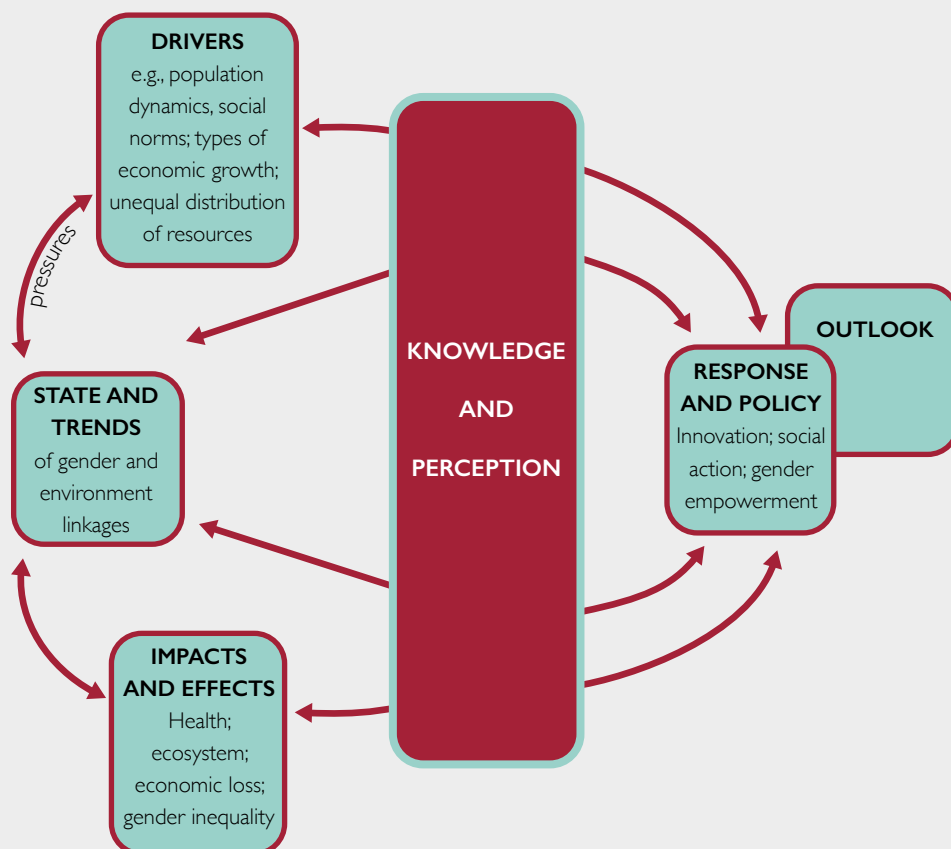 DRIVERS
e.g., population
dynamics, social
norms; types of
economic growth;
unequal distribution
of resources
pressures
STATE AND
TRENDS
of gender and
environment
linkages
IMPACTS
AND EFFECTS
Health;
ecosystem;
economic loss;
gender inequality
KNOWLEDGE
AND
PERCEPTION
OUTLOOK
RESPONSE
AND POLICY
Innovation; social
action; gender
empowerment